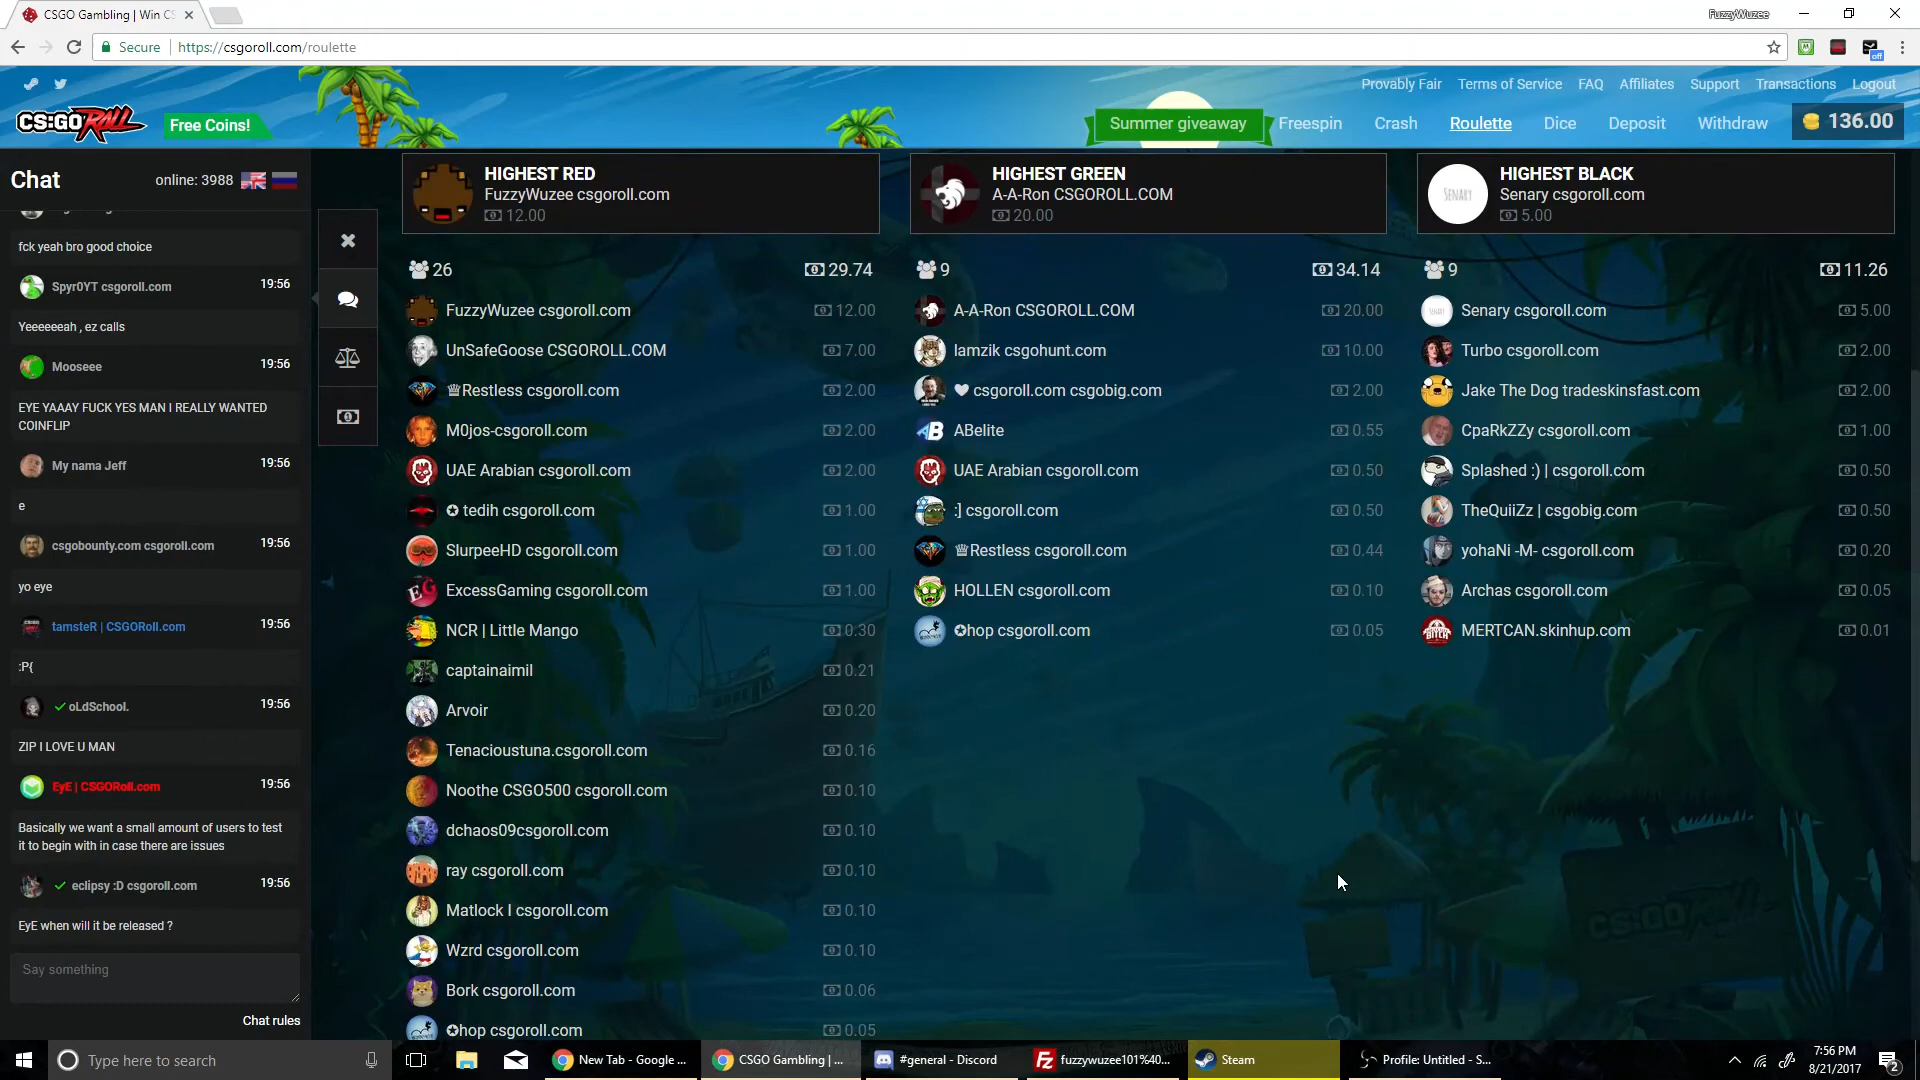 CSGO Gambling | Win CS
FuzzyWuzee
Secure
https://csgoroll.com/roulette
off
Provably Fair
Terms of Service
FAQ
Affiliates
Support
Transactions
Logout
CS:GO ROLL
Free Coins!
Summer giveaway
Freespin
Crash
Roulette
Dice
Deposit
Withdraw
136.00
Chat
online: 3988
fck yeah bro good choice
Spyr0YT csgoroll.com
19:56
Yeeeeeeah , ez calls
Mooseee
19:56
EYE YAAAY FUCK YES MAN I REALLY WANTED
COINFLIP
My nama Jeff
19:56
e
csgobounty.com csgoroll.com
19:56
yo eye
tamsteR | CSGORoll.com
19:56
:P{
oLdSchool.
19:56
ZIP I LOVE U MAN
EyE | CSGORoll.com
19:56
Basically we want a small amount of users to test
it to begin with in case there are issues
eclipsy :D csgoroll.com
19:56
EyE when will it be released ?
Say something
Chat rules
HIGHEST RED
FuzzyWuzee csgoroll.com
12.00
26
29.74
FuzzyWuzee csgoroll.com 12.00
UnSafeGoose CSGOROLL.COM 7.00
♕Restless csgoroll.com 2.00
M0jos-csgoroll.com 2.00
UAE Arabian csgoroll.com 2.00
✪ tedih csgoroll.com 1.00
SlurpeeHD csgoroll.com 1.00
ExcessGaming csgoroll.com 1.00
NCR | Little Mango 0.30
captainaimil 0.21
Arvoir 0.20
Tenacioustuna.csgoroll.com 0.16
Noothe CSGO500 csgoroll.com 0.10
dchaos09csgoroll.com 0.10
ray csgoroll.com 0.10
Matlock I csgoroll.com 0.10
Wzrd csgoroll.com 0.10
Bork csgoroll.com 0.06
✪hop csgoroll.com 0.05
HIGHEST GREEN
A-A-Ron CSGOROLL.COM
20.00
9
34.14
A-A-Ron CSGOROLL.COM 20.00
lamzik csgohunt.com 10.00
♥ csgoroll.com csgobig.com 2.00
ABelite 0.55
UAE Arabian csgoroll.com 0.50
:] csgoroll.com 0.50
♕Restless csgoroll.com 0.44
HOLLEN csgoroll.com 0.10
✪hop csgoroll.com 0.05
HIGHEST BLACK
SENARY
Senary csgoroll.com
5.00
9
11.26
Senary csgoroll.com 5.00
Turbo csgoroll.com 2.00
Jake The Dog tradeskinsfast.com 2.00
CpaRkZZy csgoroll.com 1.00
Splashed :) | csgoroll.com 0.50
TheQuiiZz | csgobig.com 0.50
yohaNi -M- csgoroll.com 0.20
Archas csgoroll.com 0.05
MERTCAN.skinhup.com 0.01
CS:GO ROLL
Type here to search
New Tab - Google ...
CSGO Gambling | ...
#general - Discord
fuzzywuzee101%40...
Steam
Profile: Untitled - S...
7:56 PM
8/21/2017
2